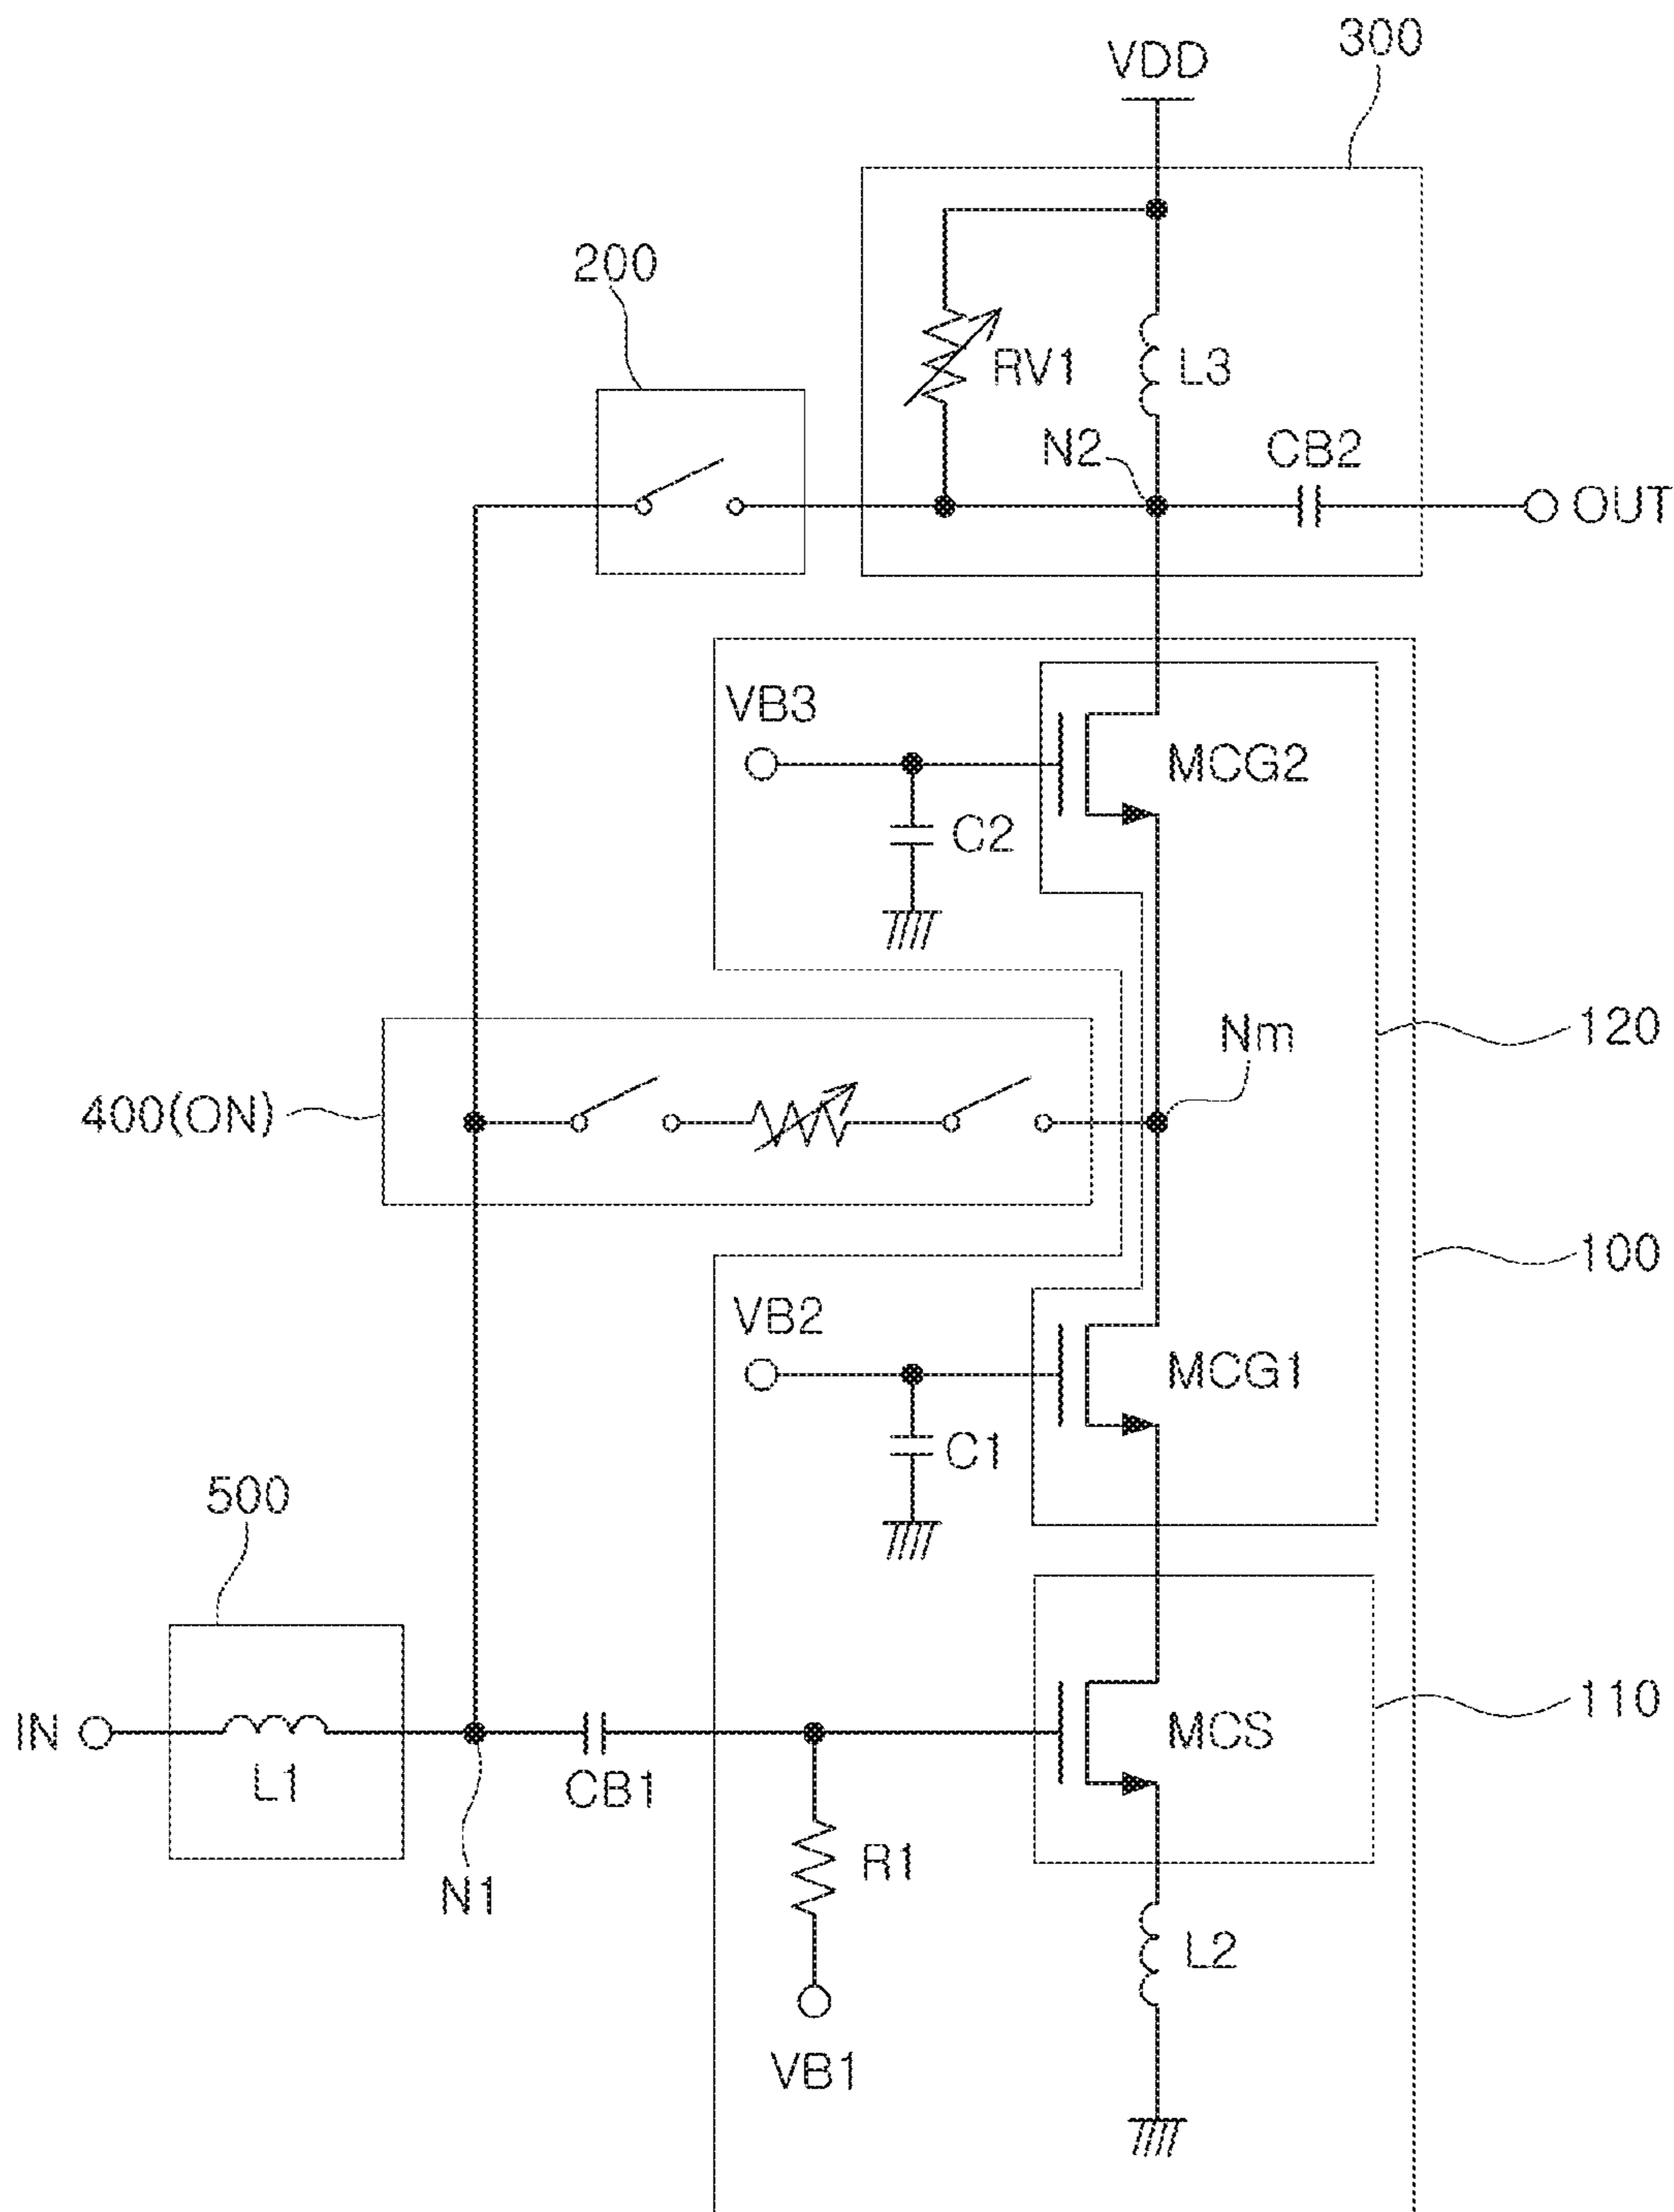 300
VDD
200
RV1
L3
N2
CB2
OUT
VB3
MCG2
C2
120
Nm
400(ON)
100
VB2
MCG1
C1
500
110
IN
MCS
L1
CB1
R1
N1
L2
VB1